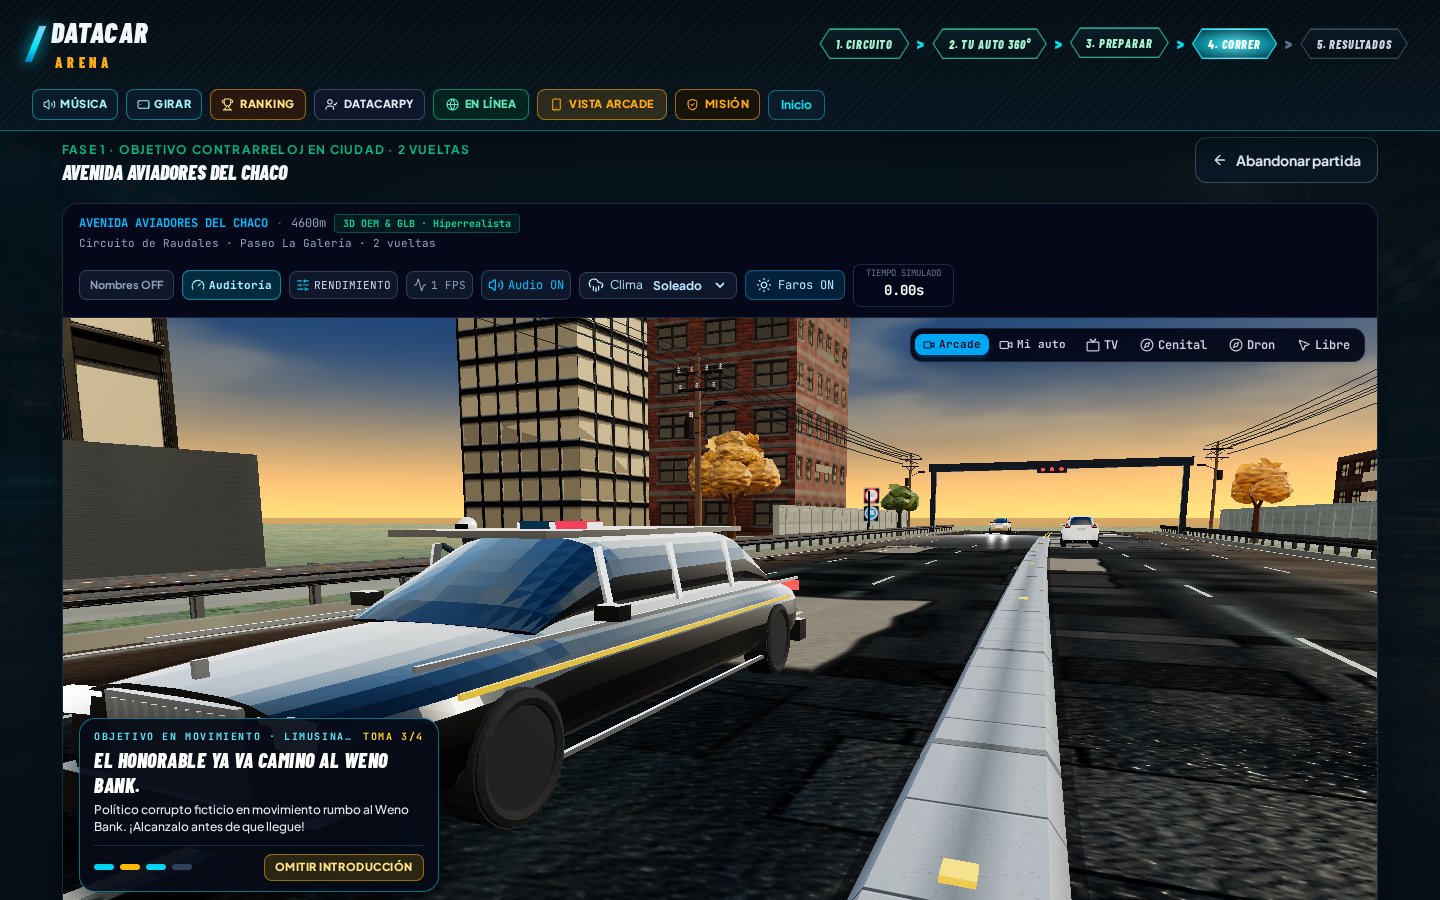 DATACAR
ARENA
1. CIRCUITO > 2. TU AUTO 360° > 3. PREPARAR > 4. CORRER > 5. RESULTADOS
MÚSICA GIRAR RANKING DATACARPY EN LÍNEA VISTA ARCADE MISIÓN Inicio
FASE 1 · OBJETIVO CONTRARRELOJ EN CIUDAD · 2 VUELTAS
AVENIDA AVIADORES DEL CHACO
Abandonar partida
AVENIDA AVIADORES DEL CHACO · 4600m 3D OEM & GLB · Hiperrealista
Circuito de Raudales · Paseo La Galería · 2 vueltas
Nombres OFF Auditoría RENDIMIENTO 1 FPS Audio ON Clima Soleado Faros ON
TIEMPO SIMULADO
0.00s
Arcade Mi auto TV Cenital Dron Libre
OBJETIVO EN MOVIMIENTO · LIMUSINA… TOMA 3/4
EL HONORABLE YA VA CAMINO AL WENO
BANK.
Político corrupto ficticio en movimiento rumbo al Weno
Bank. ¡Alcanzalo antes de que llegue!
OMITIR INTRODUCCIÓN